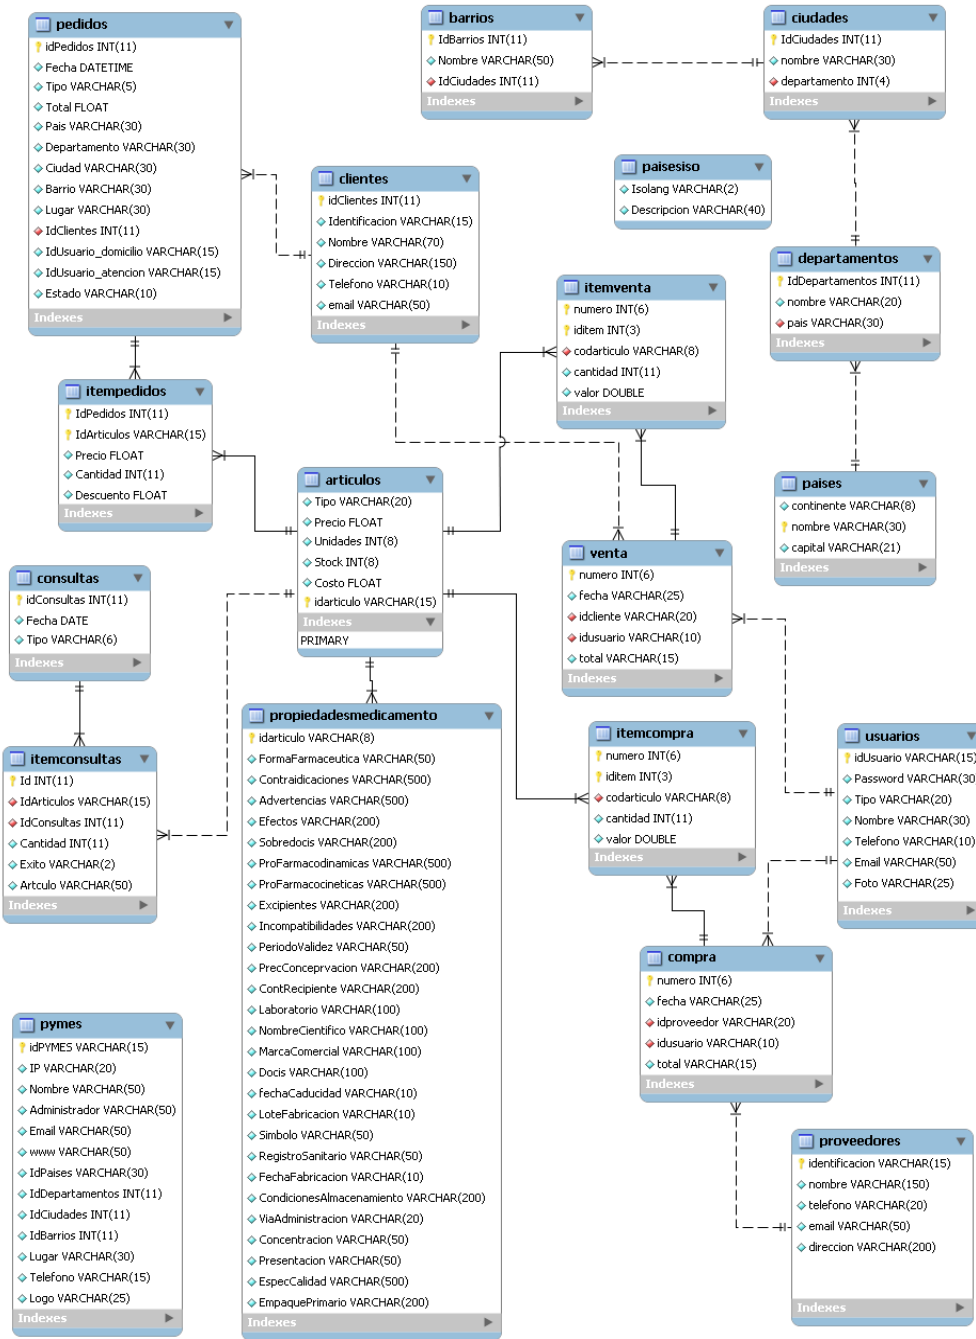 pedidos
idPedidos INT(11)
Fecha DATETIME
Tipo VARCHAR(5)
Total FLOAT
Pais VARCHAR(30)
Departamento VARCHAR(30)
Ciudad VARCHAR(30)
Barrio VARCHAR(30)
Lugar VARCHAR(30)
IdClientes INT(11)
IdUsuario_domicilio VARCHAR(15)
IdUsuario_atencion VARCHAR(15)
Estado VARCHAR(10)
Indexes
barrios
IdBarrios INT(11)
Nombre VARCHAR(50)
IdCiudades INT(11)
Indexes
ciudades
IdCiudades INT(11)
nombre VARCHAR(30)
departamento INT(4)
Indexes
clientes
idClientes INT(11)
Identificacion VARCHAR(15)
Nombre VARCHAR(70)
Direccion VARCHAR(150)
Telefono VARCHAR(10)
email VARCHAR(50)
Indexes
paisesiso
Isolang VARCHAR(2)
Descripcion VARCHAR(40)
departamentos
IdDepartamentos INT(11)
nombre VARCHAR(20)
pais VARCHAR(30)
Indexes
itemventa
numero INT(6)
iditem INT(3)
codarticulo VARCHAR(8)
cantidad INT(11)
valor DOUBLE
Indexes
itempedidos
IdPedidos INT(11)
IdArticulos VARCHAR(15)
Precio FLOAT
Cantidad INT(11)
Descuento FLOAT
Indexes
articulos
Tipo VARCHAR(20)
Precio FLOAT
Unidades INT(8)
Stock INT(8)
Costo FLOAT
idarticulo VARCHAR(15)
Indexes
PRIMARY
paises
continente VARCHAR(8)
nombre VARCHAR(30)
capital VARCHAR(21)
Indexes
venta
numero INT(6)
fecha VARCHAR(25)
idcliente VARCHAR(20)
idusuario VARCHAR(10)
total VARCHAR(15)
Indexes
consultas
idConsultas INT(11)
Fecha DATE
Tipo VARCHAR(6)
Indexes
propiedadesmedicamento
idarticulo VARCHAR(8)
FormaFarmaceutica VARCHAR(50)
Contraidicaciones VARCHAR(500)
Advertencias VARCHAR(500)
Efectos VARCHAR(200)
Sobredocis VARCHAR(200)
ProFarmacodinamicas VARCHAR(500)
ProFarmacocineticas VARCHAR(500)
Excipientes VARCHAR(200)
Incompatibilidades VARCHAR(200)
PeriodoValidez VARCHAR(50)
PrecConceprvacion VARCHAR(200)
ContRecipiente VARCHAR(200)
Laboratorio VARCHAR(100)
NombreCientifico VARCHAR(100)
MarcaComercial VARCHAR(100)
Docis VARCHAR(100)
fechaCaducidad VARCHAR(10)
LoteFabricacion VARCHAR(10)
Simbolo VARCHAR(50)
RegistroSanitario VARCHAR(50)
FechaFabricacion VARCHAR(10)
CondicionesAlmacenamiento VARCHAR(200)
ViaAdministracion VARCHAR(20)
Concentracion VARCHAR(50)
Presentacion VARCHAR(50)
EspecCalidad VARCHAR(500)
EmpaquePrimario VARCHAR(200)
Indexes
itemcompra
numero INT(6)
iditem INT(3)
codarticulo VARCHAR(8)
cantidad INT(11)
valor DOUBLE
Indexes
usuarios
idUsuario VARCHAR(15)
Password VARCHAR(30
Tipo VARCHAR(20)
Nombre VARCHAR(30)
Telefono VARCHAR(10)
Email VARCHAR(50)
Foto VARCHAR(25)
Indexes
itemconsultas
Id INT(11)
IdArticulos VARCHAR(15)
IdConsultas INT(11)
Cantidad INT(11)
Exito VARCHAR(2)
Artculo VARCHAR(50)
Indexes
compra
numero INT(6)
fecha VARCHAR(25)
idproveedor VARCHAR(20)
idusuario VARCHAR(10)
total VARCHAR(15)
Indexes
pymes
idPYMES VARCHAR(15)
IP VARCHAR(20)
Nombre VARCHAR(50)
Administrador VARCHAR(50)
Email VARCHAR(50)
www VARCHAR(50)
IdPaises VARCHAR(30)
IdDepartamentos INT(11)
IdCiudades INT(11)
IdBarrios INT(11)
Lugar VARCHAR(30)
Telefono VARCHAR(15)
Logo VARCHAR(25)
Indexes
proveedores
identificacion VARCHAR(15)
nombre VARCHAR(150)
telefono VARCHAR(20)
email VARCHAR(50)
direccion VARCHAR(200)
Indexes